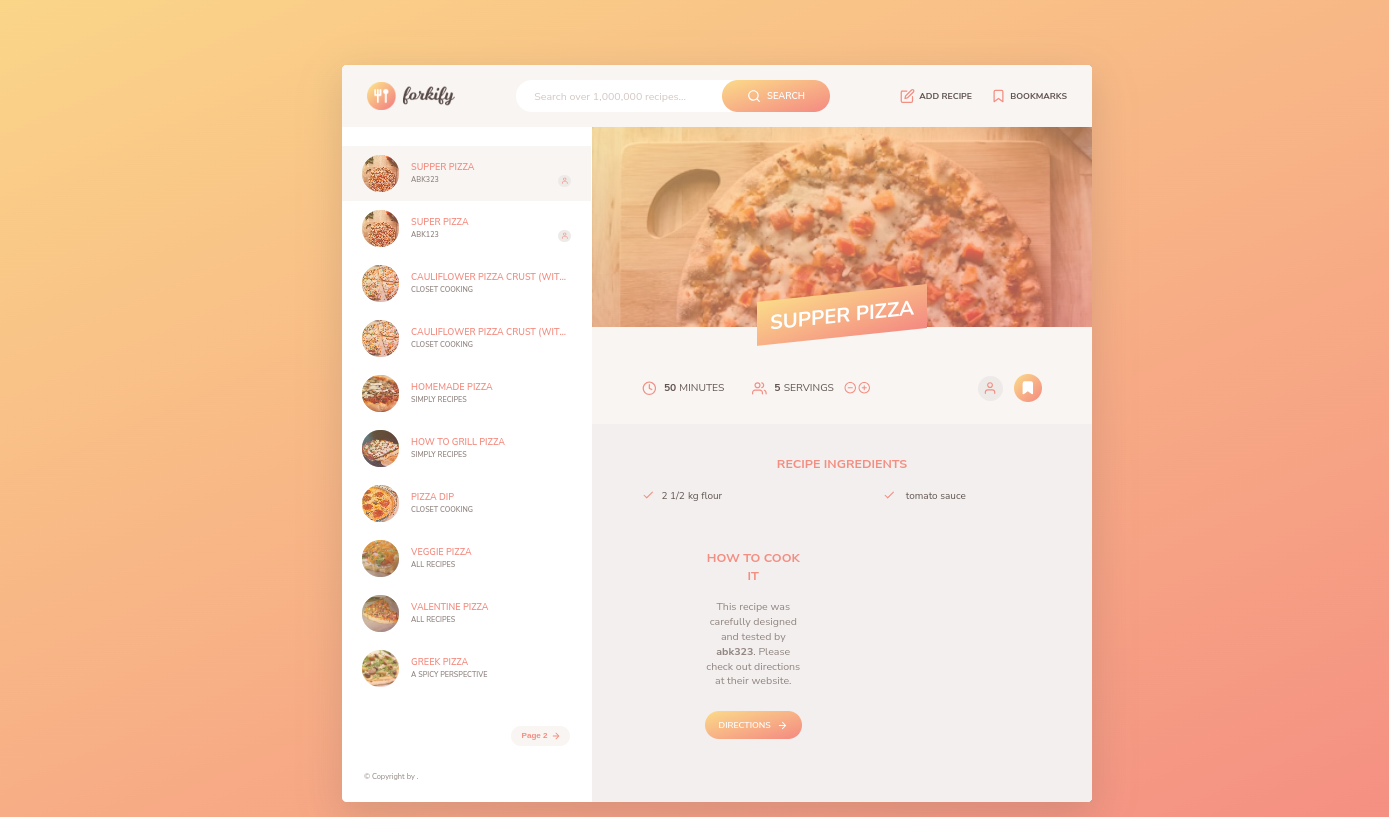 forkify
Search over 1,000,000 recipes...
SEARCH
ADD RECIPE
BOOKMARKS
SUPPER PIZZA
ABK323
SUPER PIZZA
ABK123
CAULIFLOWER PIZZA CRUST (WIT...
CLOSET COOKING
CAULIFLOWER PIZZA CRUST (WIT...
CLOSET COOKING
HOMEMADE PIZZA
SIMPLY RECIPES
HOW TO GRILL PIZZA
SIMPLY RECIPES
PIZZA DIP
CLOSET COOKING
VEGGIE PIZZA
ALL RECIPES
VALENTINE PIZZA
ALL RECIPES
GREEK PIZZA
A SPICY PERSPECTIVE
Page 2
© Copyright by .
SUPPER PIZZA
50 MINUTES
5 SERVINGS
RECIPE INGREDIENTS
2 1/2 kg flour
tomato sauce
HOW TO COOK
IT
This recipe was
carefully designed
and tested by
abk323. Please
check out directions
at their website.
DIRECTIONS